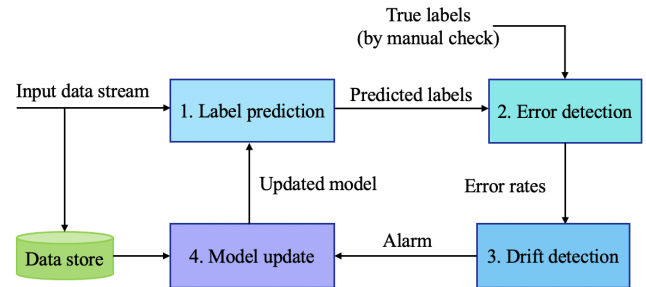 True labels
(by manual check)
Input data stream
1. Label prediction
Predicted labels
2. Error detection
Updated model
Error rates
Data store
4. Model update
Alarm
3. Drift detection